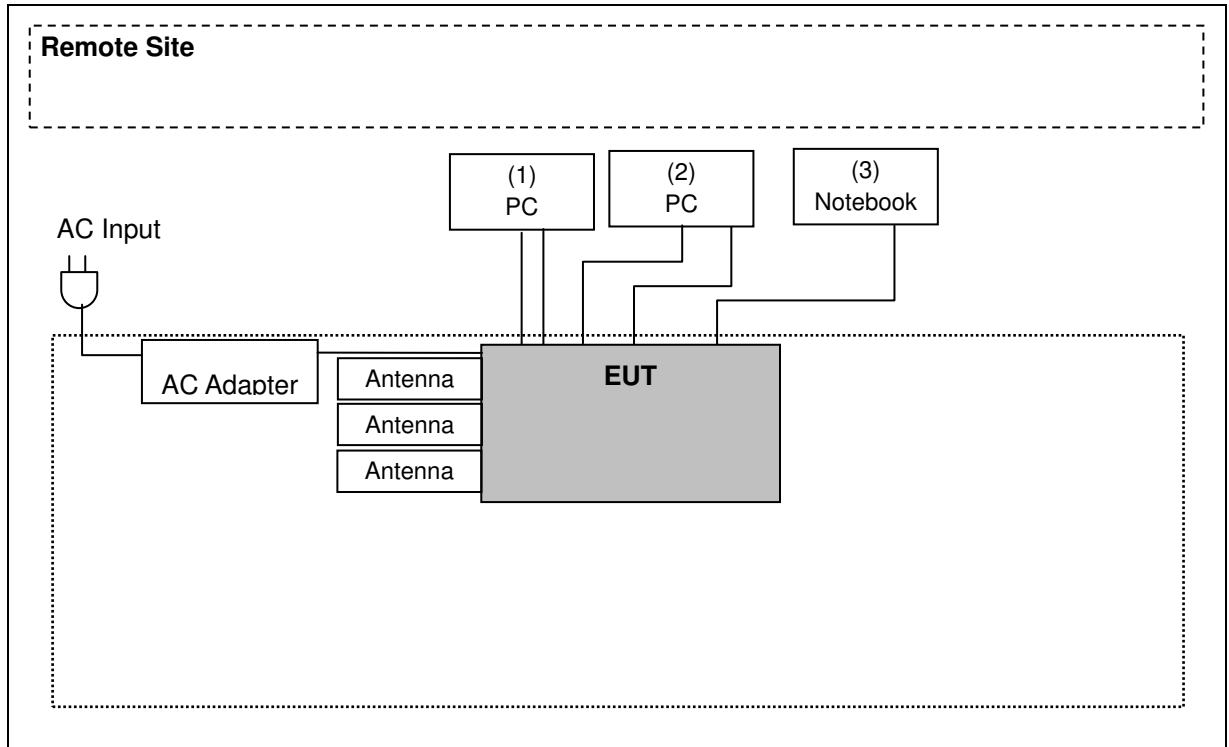 Remote Site
(1)
PC
(2)
PC
(3)
Notebook
AC Input
AC Adapter
Antenna
Antenna
Antenna
EUT